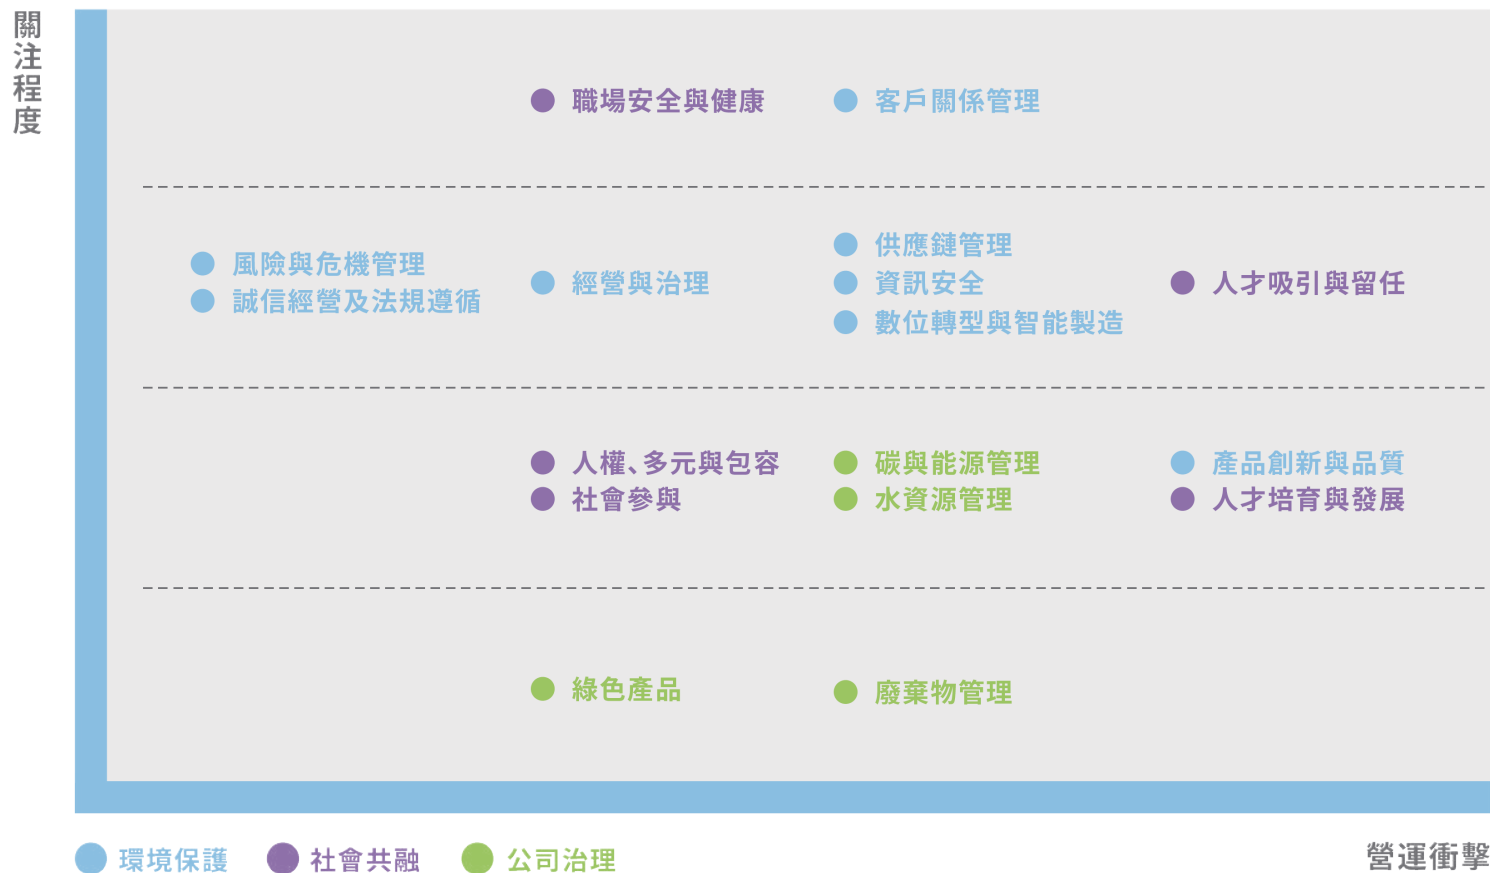 關注程度
職場安全與健康
客戶關係管理
風險與危機管理
誠信經營及法規遵循
經營與治理
供應鏈管理
資訊安全
數位轉型與智能製造
人才吸引與留任
人權、多元與包容
社會參與
碳與能源管理
水資源管理
產品創新與品質
人才培育與發展
綠色產品
廢棄物管理
環境保護
社會共融
公司治理
營運衝擊